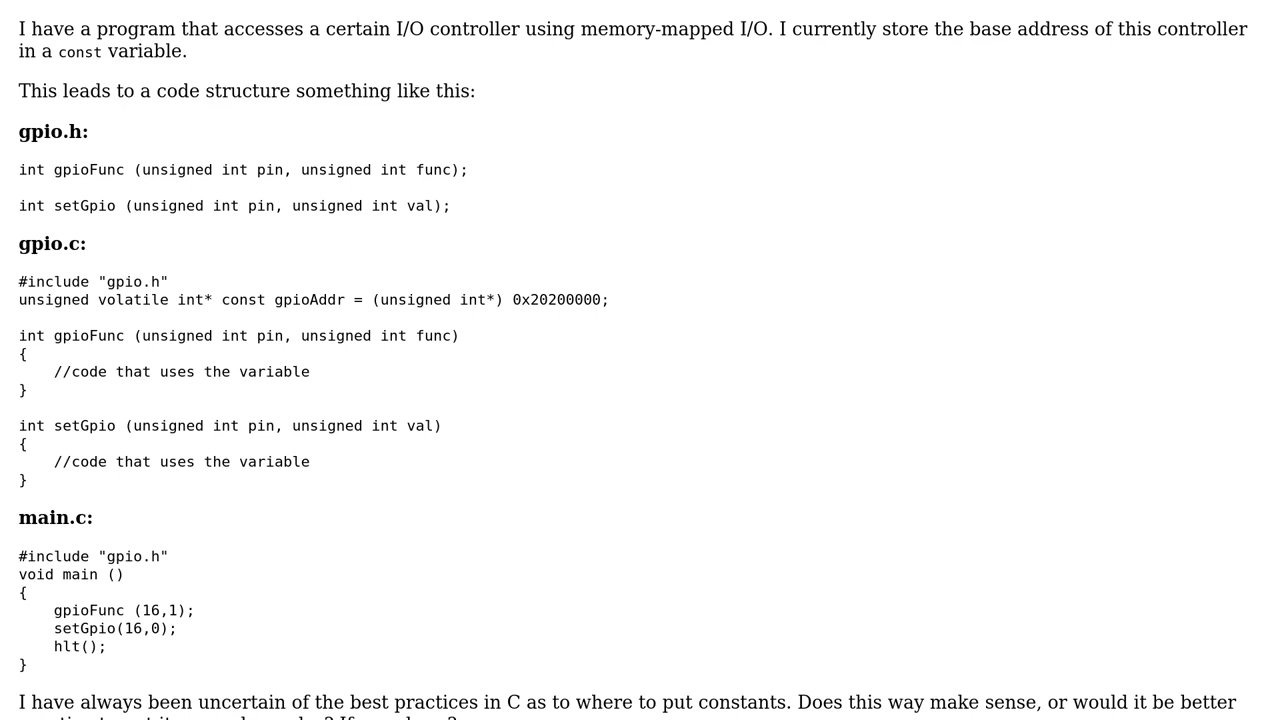 I have a program that accesses a certain I/O controller using memory-mapped I/O. I currently store the base address of this controller
in a const variable.
This leads to a code structure something like this:
gpio.h:
int gpioFunc (unsigned int pin, unsigned int func);
int setGpio (unsigned int pin, unsigned int val);
gpio.c:
#include "gpio.h"
unsigned volatile int* const gpioAddr = (unsigned int*) 0x20200000;
int gpioFunc (unsigned int pin, unsigned int func)
{
    //code that uses the variable
}
int setGpio (unsigned int pin, unsigned int val)
{
    //code that uses the variable
}
main.c:
#include "gpio.h"
void main ()
{
    gpioFunc (16,1);
    setGpio(16,0);
    hlt();
}
I have always been uncertain of the best practices in C as to where to put constants. Does this way make sense, or would it be better